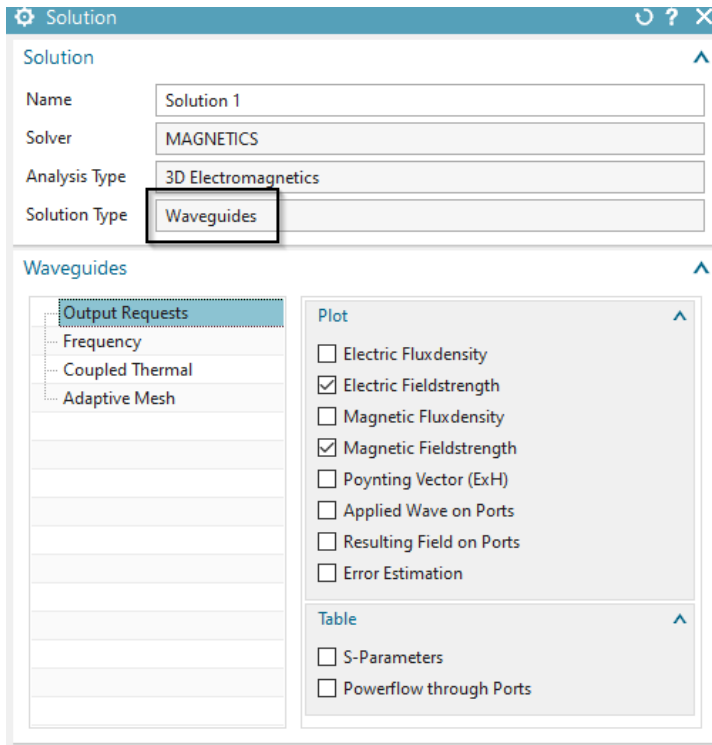 Solution
?
Solution
Name Solution 1
Solver MAGNETICS
Analysis Type 3D Electromagnetics
Solution Type Waveguides
Waveguides
Output Requests
Frequency
Coupled Thermal
Adaptive Mesh
Plot
Electric Fluxdensity
Electric Fieldstrength
Magnetic Fluxdensity
Magnetic Fieldstrength
Poynting Vector (ExH)
Applied Wave on Ports
Resulting Field on Ports
Error Estimation
Table
S-Parameters
Powerflow through Ports